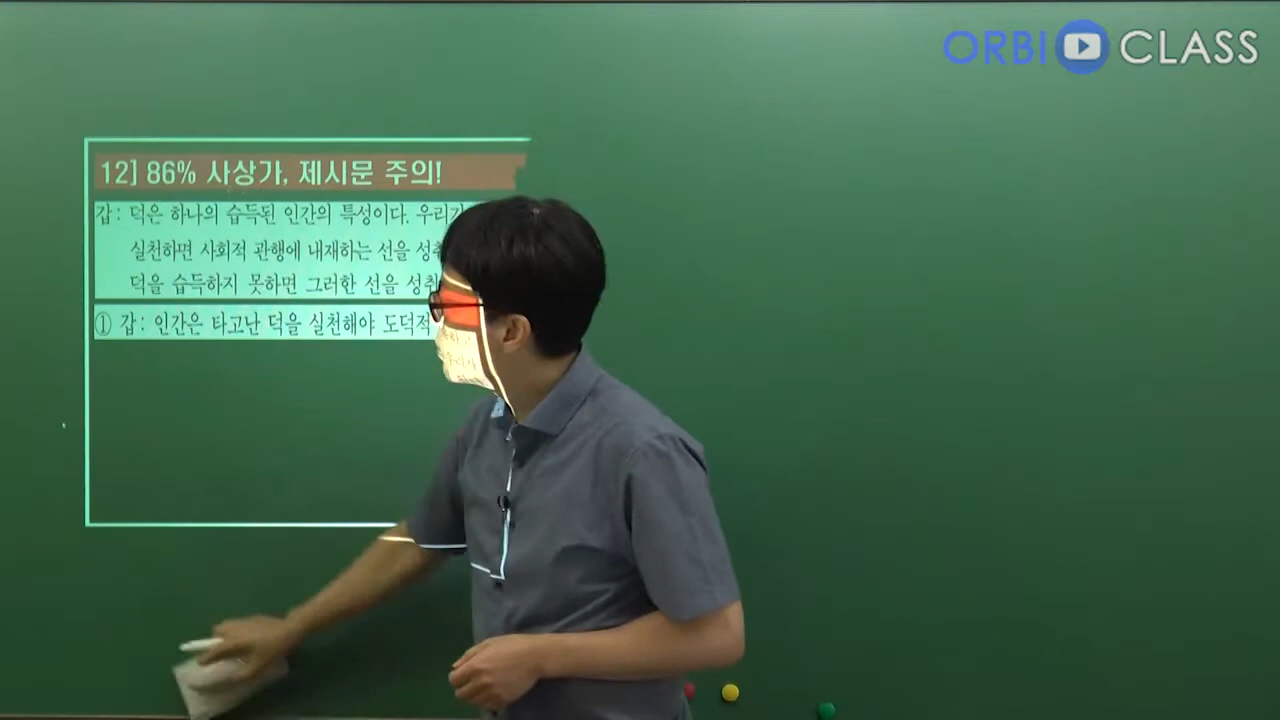 ORBI CLASS
12] 86% 사상가, 제시문 주의!
갑: 덕은 하나의 습득된 인간의 특성이다. 우리가
실천하면 사회적 관행에 내재하는 선을
덕을 습득하지 못하면 그러한 선을
① 갑: 인간은 타고난 덕을 실천해야 도덕적